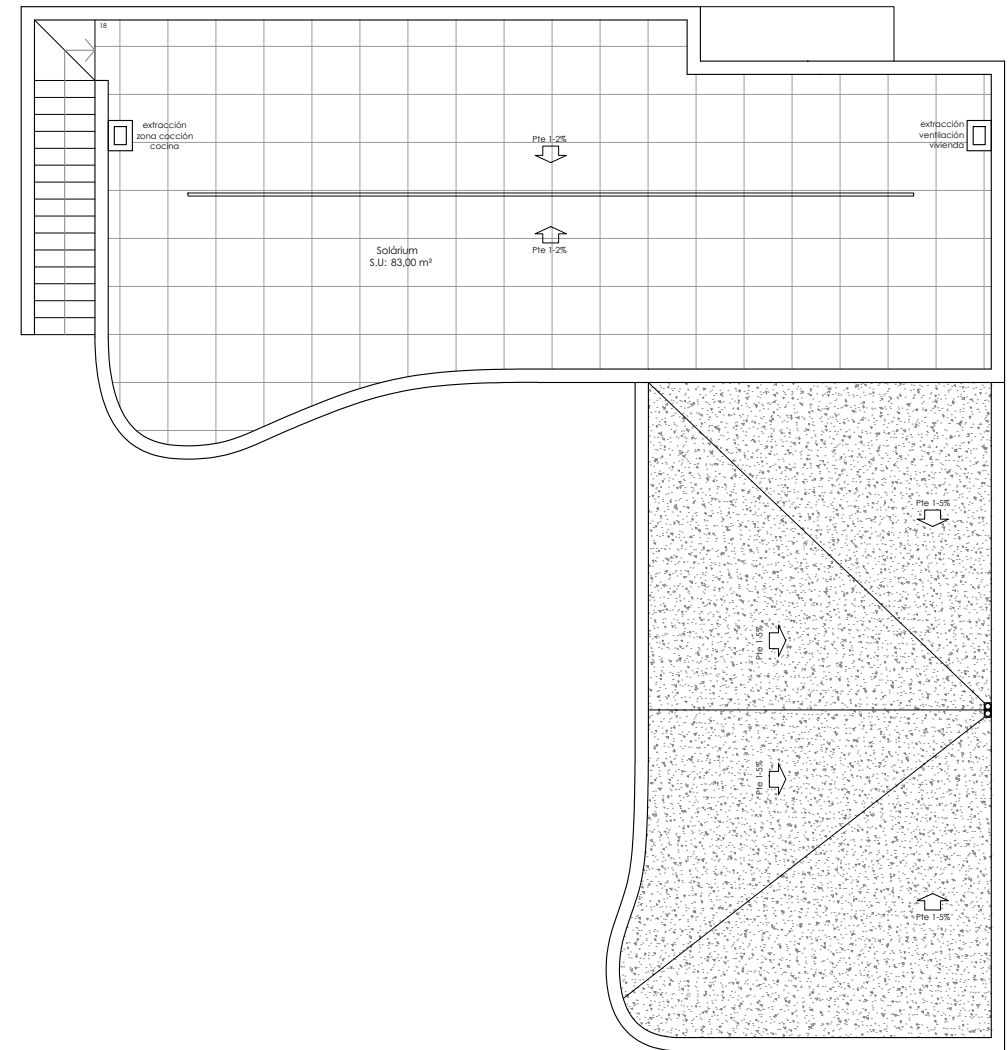 18
extracción
zona cocción
cocina
extracción
ventilación
vivienda
Pte 1-2%
Solárium
S.U: 83,00 m²
Pte 1-2%
Pte 1-5%
Pte 1-5%
Pte 1-5%
Pte 1-5%